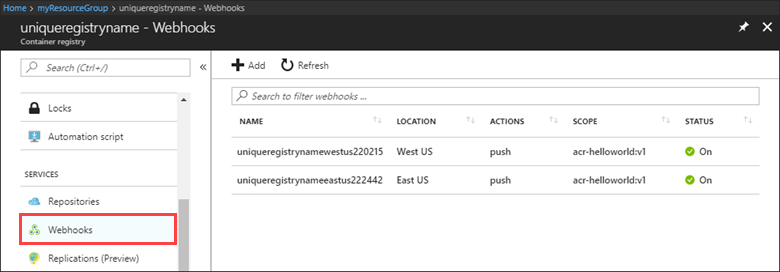 Home > myResourceGroup > uniqueregistryname - Webhooks
uniqueregistryname - Webhooks
Container registry
Search (Ctrl+/)
«
Locks
Automation script
SERVICES
Repositories
Webhooks
Replications (Preview)
Add Refresh
Search to filter webhooks ...
NAME LOCATION ACTIONS SCOPE STATUS
uniqueregistrynamewestus220215 West US push acr-helloworld:v1 On
uniqueregistrynameeastus222442 East US push acr-helloworld:v1 On